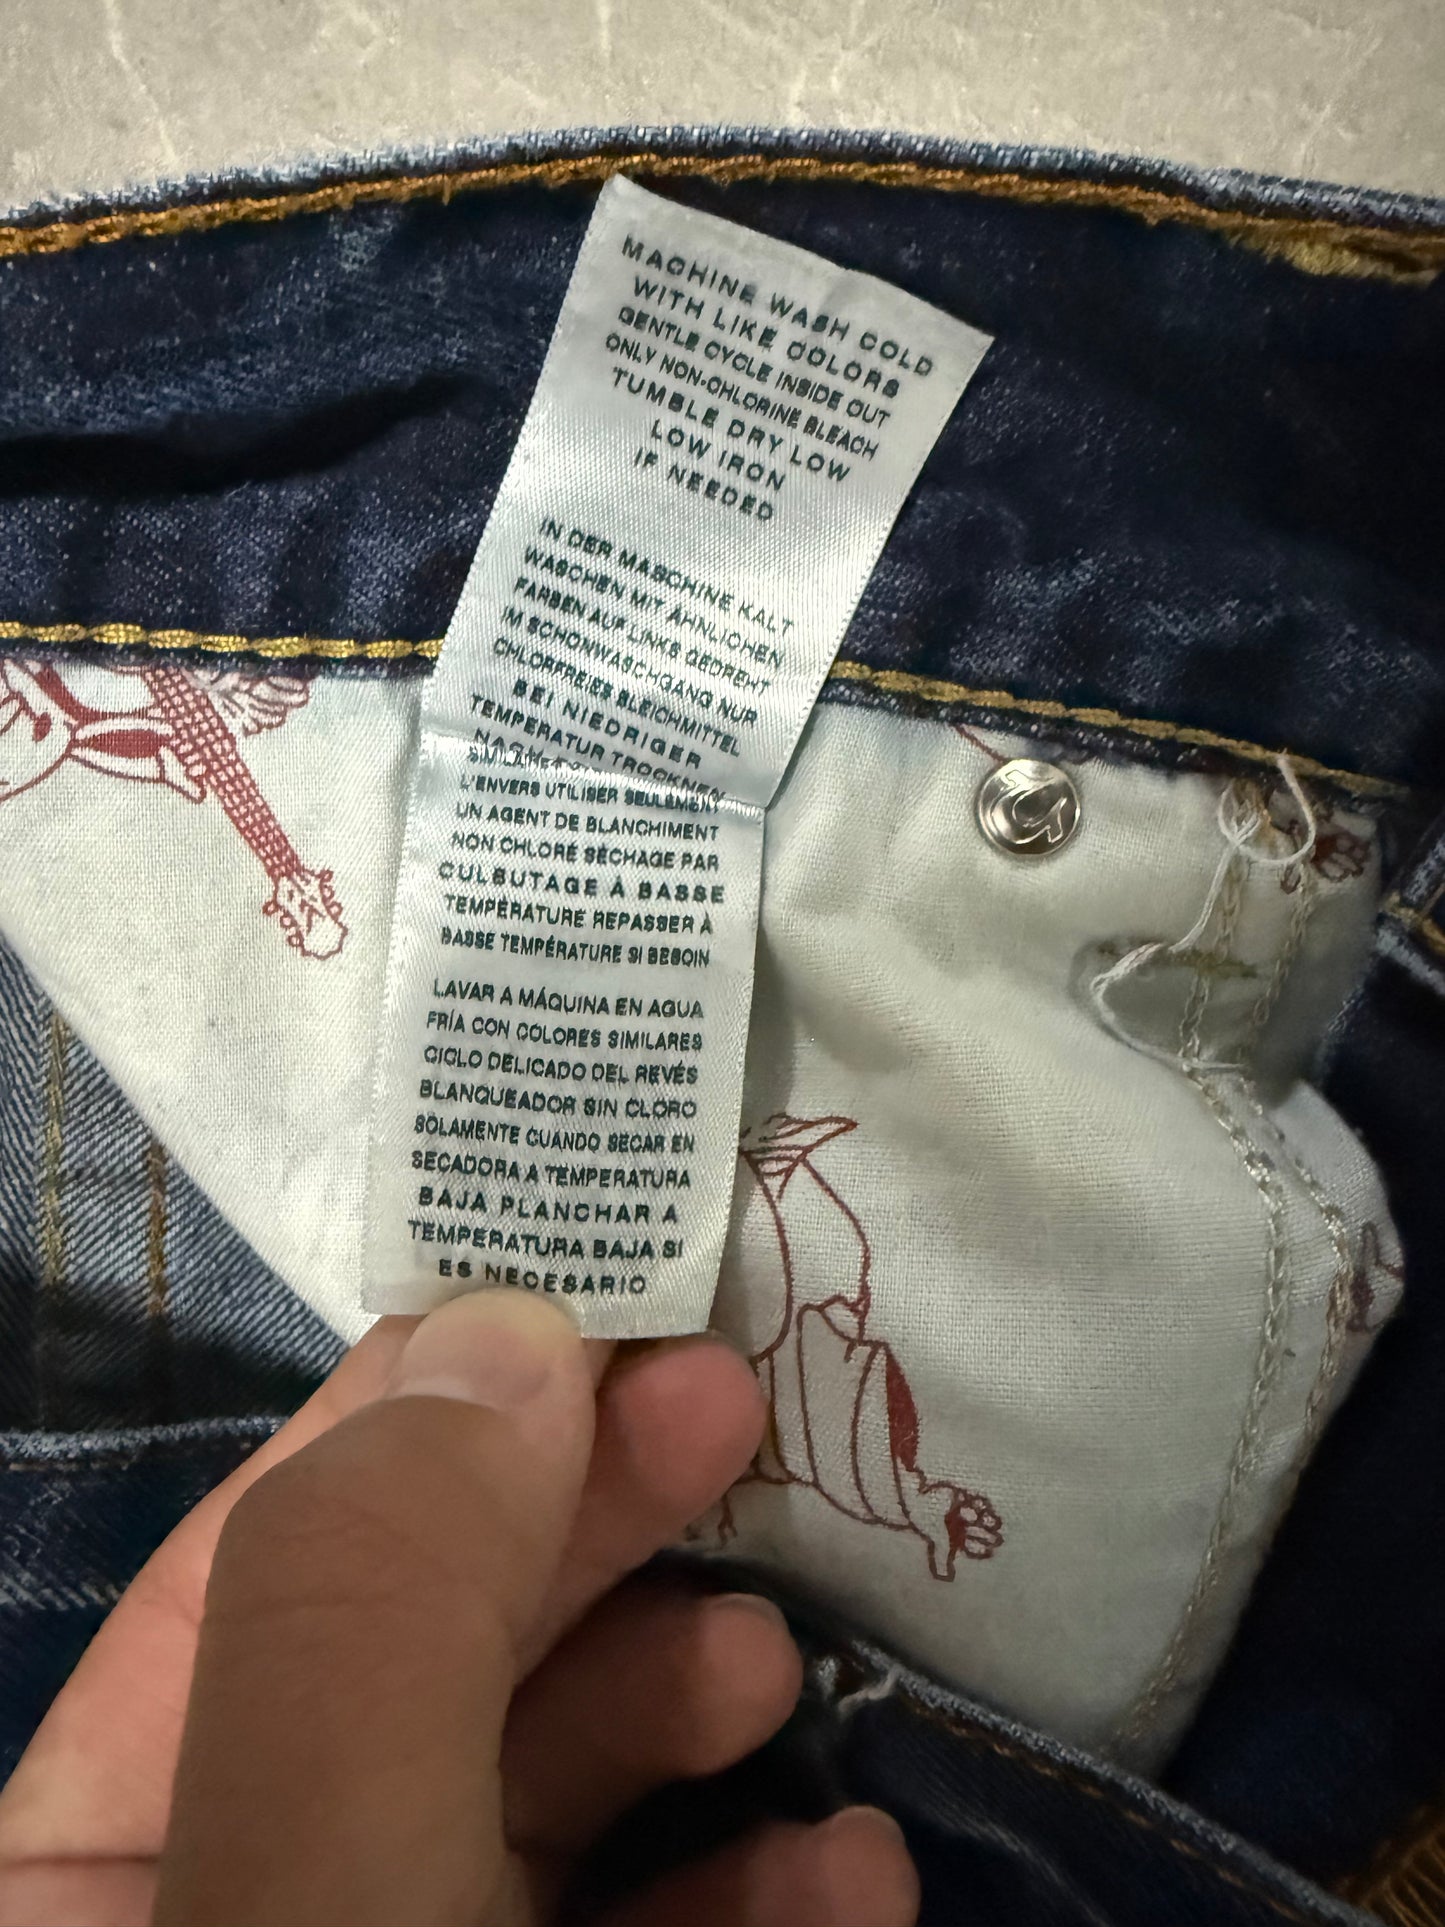 MACHINE WASH COLD
WITH LIKE COLORS
GENTLE CYCLE INSIDE OUT
ONLY NON-CHLORINE BLEACH
TUMBLE DRY LOW
LOW IRON
IF NEEDED
IN DER MASCHINE KALT
WASCHEN MIT ÄHNLICHEN
FARBEN AUF LINKS GEDREHT
IM SCHONWASCHGANG NUR
CHLORFREIES BLEICHMITTEL
BEI NIEDRIGER
TEMPERATUR TROCKNEN
L'ENVERS UTILISER SEULEMENT
UN AGENT DE BLANCHIMENT
NON CHLORÉ SÉCHAGE PAR
CULBUTAGE À BASSE
TEMPÉRATURE REPASSER À
BASSE TEMPÉRATURE SI BESOIN
LAVAR A MÁQUINA EN AGUA
FRÍA CON COLORES SIMILARES
CICLO DELICADO DEL REVÉS
BLANQUEADOR SIN CLORO
SOLAMENTE CUANDO SECAR EN
SECADORA A TEMPERATURA
BAJA PLANCHAR A
TEMPERATURA BAJA SI
ES NECESARIO